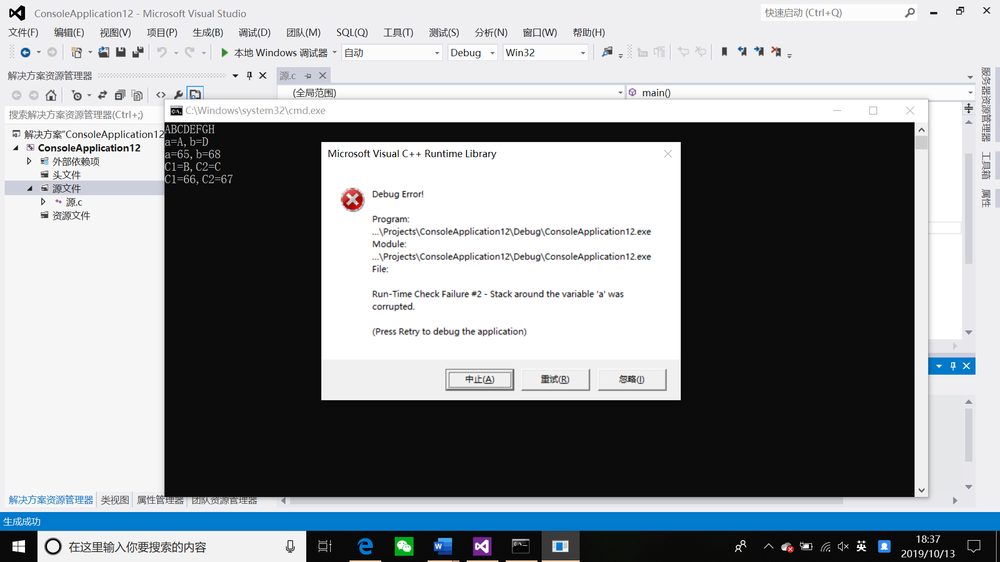 ConsoleApplication12 - Microsoft Visual Studio
快速启动 (Ctrl+Q)
文件(F) 编辑(E) 视图(V) 项目(P) 生成(B) 调试(D) 团队(M) SQL(Q) 工具(T) 测试(S) 分析(N) 窗口(W) 帮助(H)
本地 Windows 调试器 自动 Debug Win32
解决方案资源管理器
源.c
(全局范围)
main()
搜索解决方案资源管理器(Ctrl+;)
解决方案"ConsoleApplication12
ConsoleApplication12
外部依赖项
头文件
源文件
源.c
资源文件
C:\Windows\system32\cmd.exe
ABCDEFGH
a=A,b=D
a=65,b=68
C1=B,C2=C
C1=66,C2=67
Microsoft Visual C++ Runtime Library
Debug Error!
Program:
...\Projects\ConsoleApplication12\Debug\ConsoleApplication12.exe
Module:
...\Projects\ConsoleApplication12\Debug\ConsoleApplication12.exe
File:
Run-Time Check Failure #2 - Stack around the variable 'a' was
corrupted.
(Press Retry to debug the application)
中止(A) 重试(R) 忽略(I)
服务器资源管理器
工具箱
属性
解决方案资源管理器 类视图 属性管理器 团队资源管理器
生成成功
在这里输入你要搜索的内容
英
18:37
2019/10/13